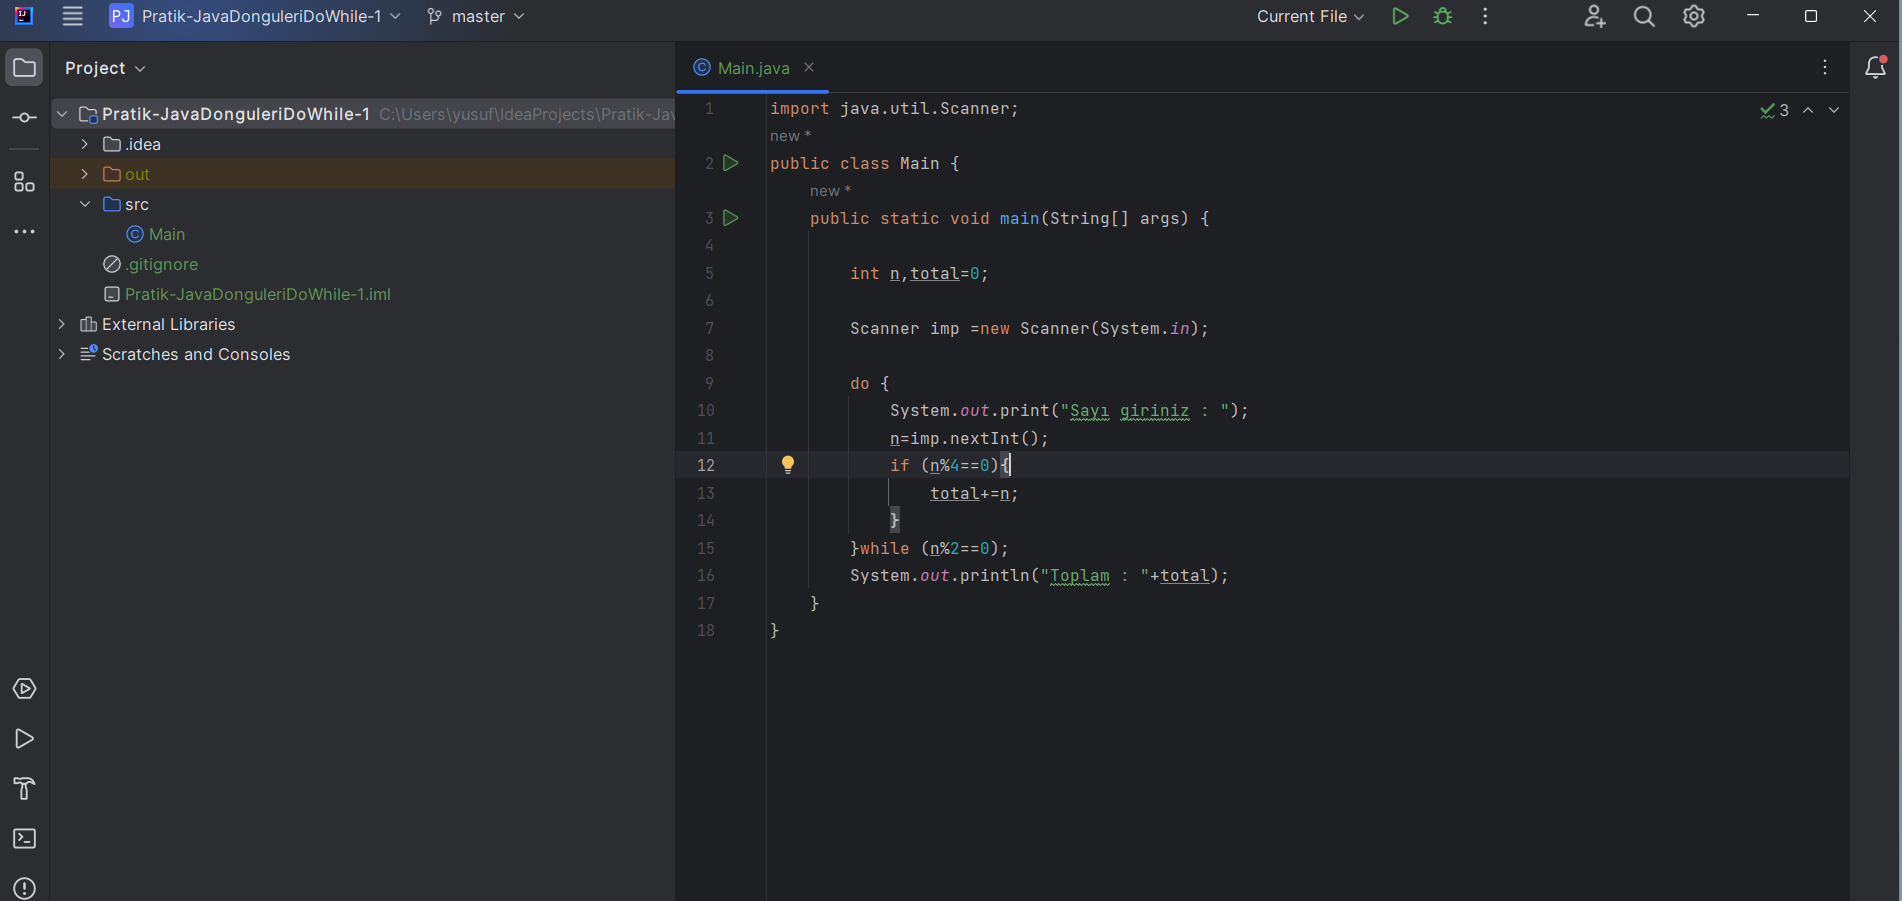 PJ Pratik-JavaDonguleriDoWhile-1 master Current File
Project
Pratik-JavaDonguleriDoWhile-1 C:\Users\yusuf\IdeaProjects\Pratik-Jav
.idea
out
src
Main
.gitignore
Pratik-JavaDonguleriDoWhile-1.iml
External Libraries
Scratches and Consoles
Main.java
3
1 import java.util.Scanner;
new *
2 public class Main {
new *
3 public static void main(String[] args) {
4
5 int n,total=0;
6
7 Scanner imp =new Scanner(System.in);
8
9 do {
10 System.out.print("Sayı giriniz : ");
11 n=imp.nextInt();
12 if (n%4==0){
13 total+=n;
14 }
15 }while (n%2==0);
16 System.out.println("Toplam : "+total);
17 }
18 }